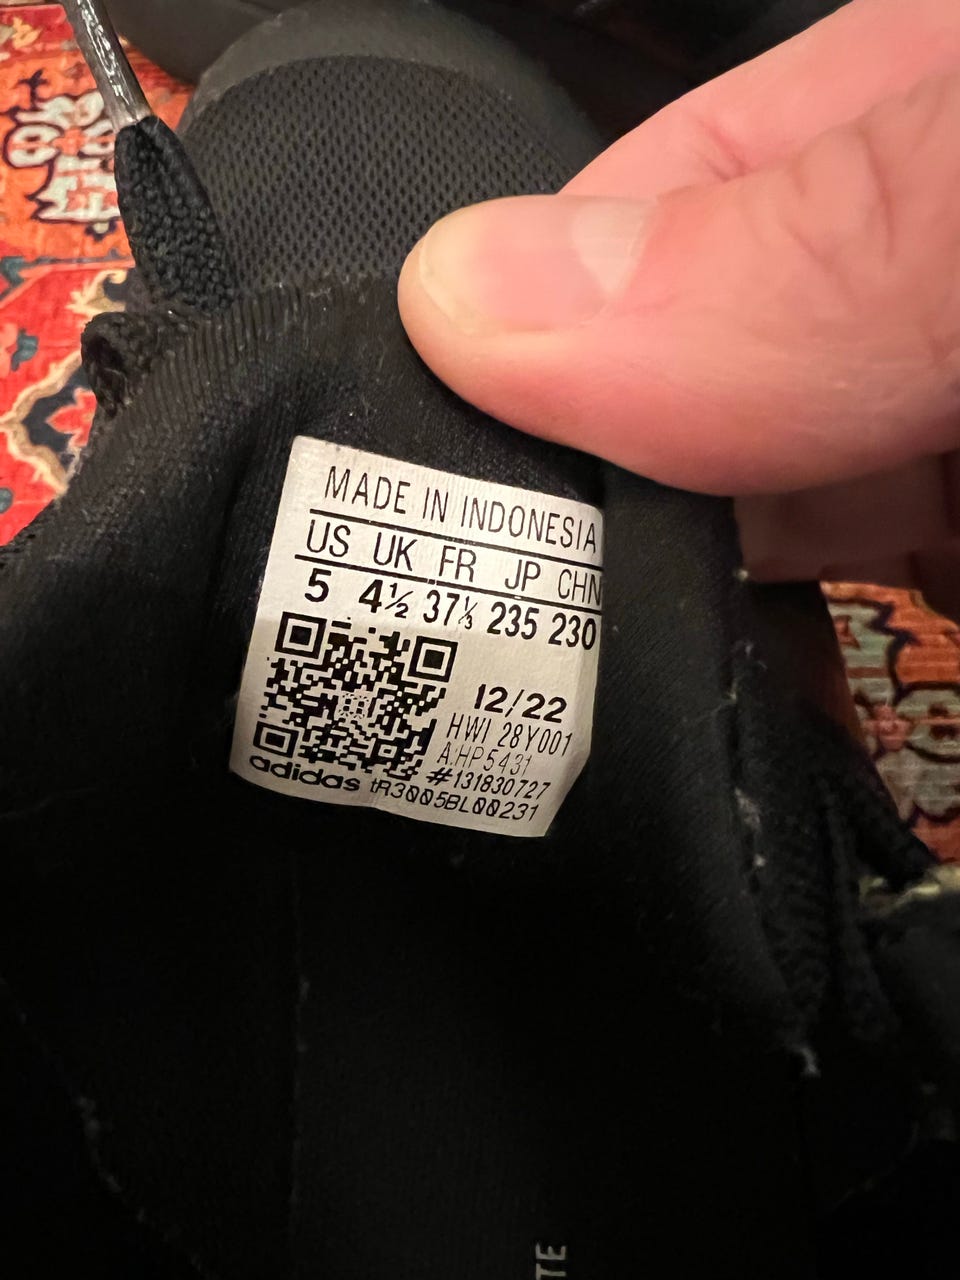 MADE IN INDONESIA
US UK FR JP CHN
5 4½ 37⅓ 235 230
12/22
HWI 28Y001
A:HP5431
#131830727
adidas tR3005BL00231
TE